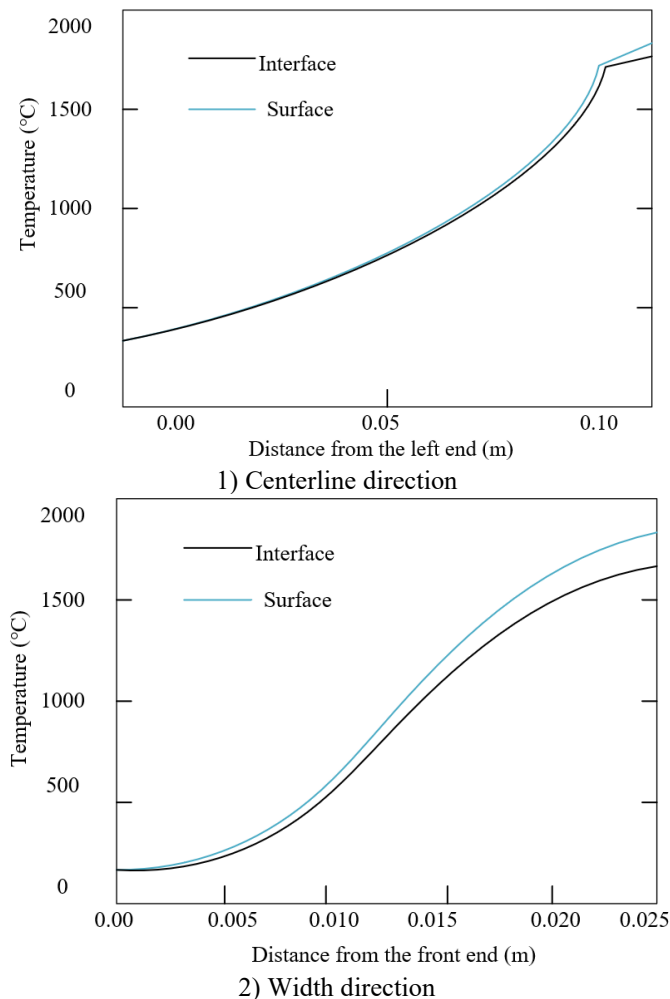 2000
Interface
1500
Surface
Temperature (°C)
1000
500
0
0.00 0.05 0.10
Distance from the left end (m)
1) Centerline direction
2000
Interface
1500
Surface
Temperature (°C)
1000
500
0
0.00 0.005 0.010 0.015 0.020 0.025
Distance from the front end (m)
2) Width direction